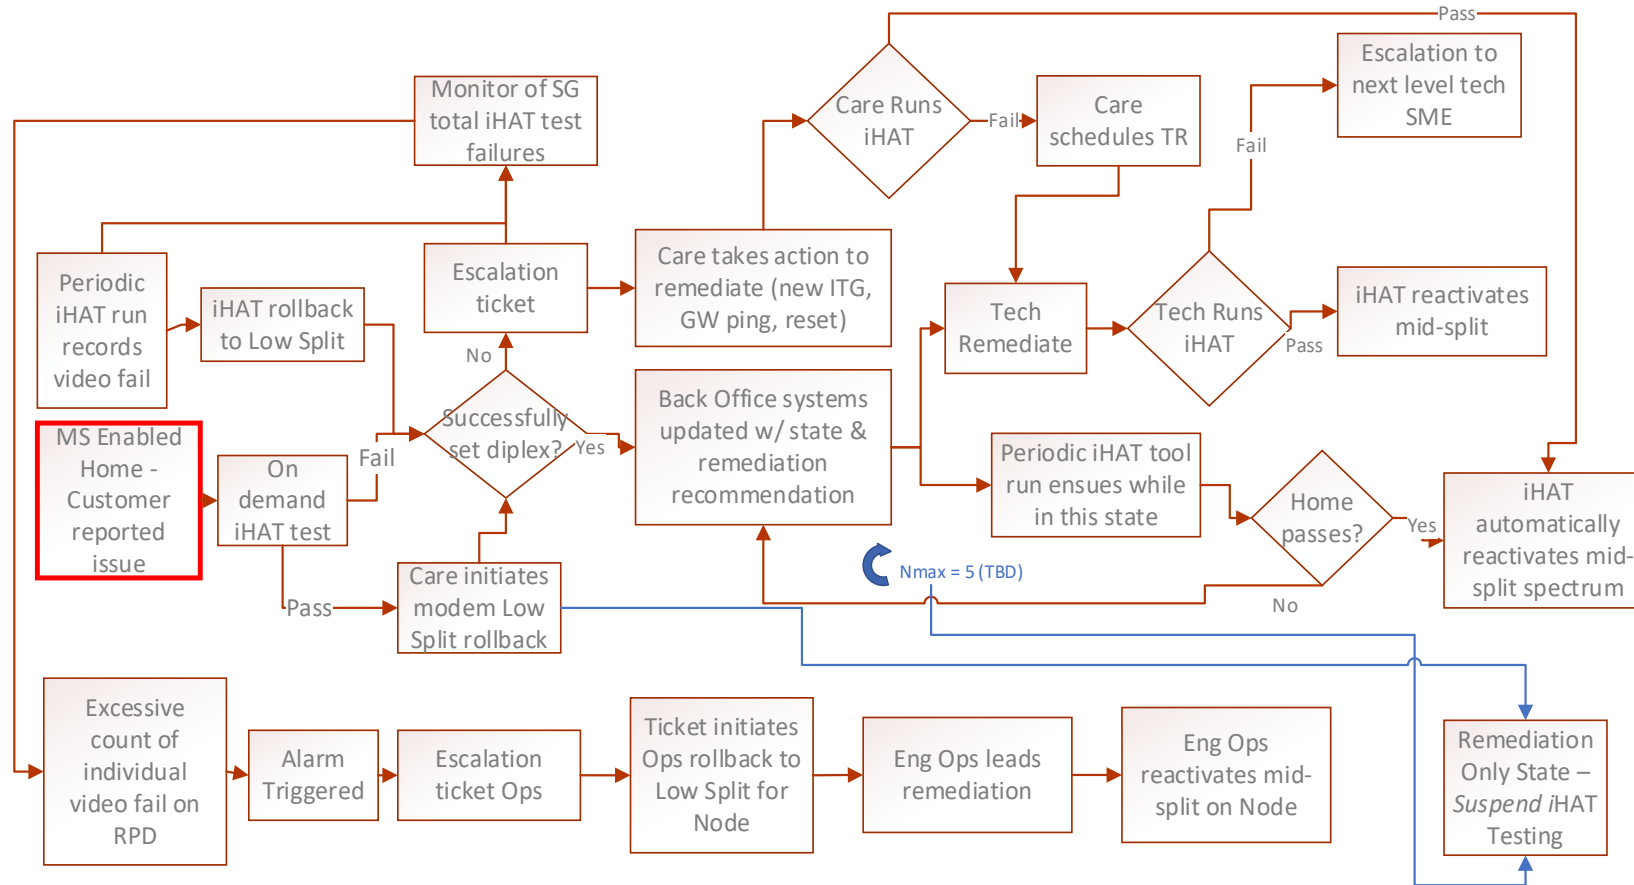 Pass
Monitor of SG
total iHAT test
failures
Care Runs
iHAT
Fail
Care
schedules TR
Escalation to
next level tech
SME
Fail
Periodic
iHAT run
records
video fail
iHAT rollback
to Low Split
Escalation
ticket
No
Care takes action to
remediate (new ITG,
GW ping, reset)
Tech
Remediate
Tech Runs
iHAT
Pass
iHAT reactivates
mid-split
MS Enabled
Home -
Customer
reported
issue
On
demand
iHAT test
Fail
Pass
Successfully
set diplex?
Yes
Back Office systems
updated w/ state &
remediation
recommendation
Periodic iHAT tool
run ensues while
in this state
Home
passes?
Yes
No
iHAT
automatically
reactivates mid-
split spectrum
Nmax = 5 (TBD)
Care initiates
modem Low
Split rollback
Excessive
count of
individual
video fail on
RPD
Alarm
Triggered
Escalation
ticket Ops
Ticket initiates
Ops rollback to
Low Split for
Node
Eng Ops leads
remediation
Eng Ops
reactivates mid-
split on Node
Remediation
Only State –
Suspend iHAT
Testing